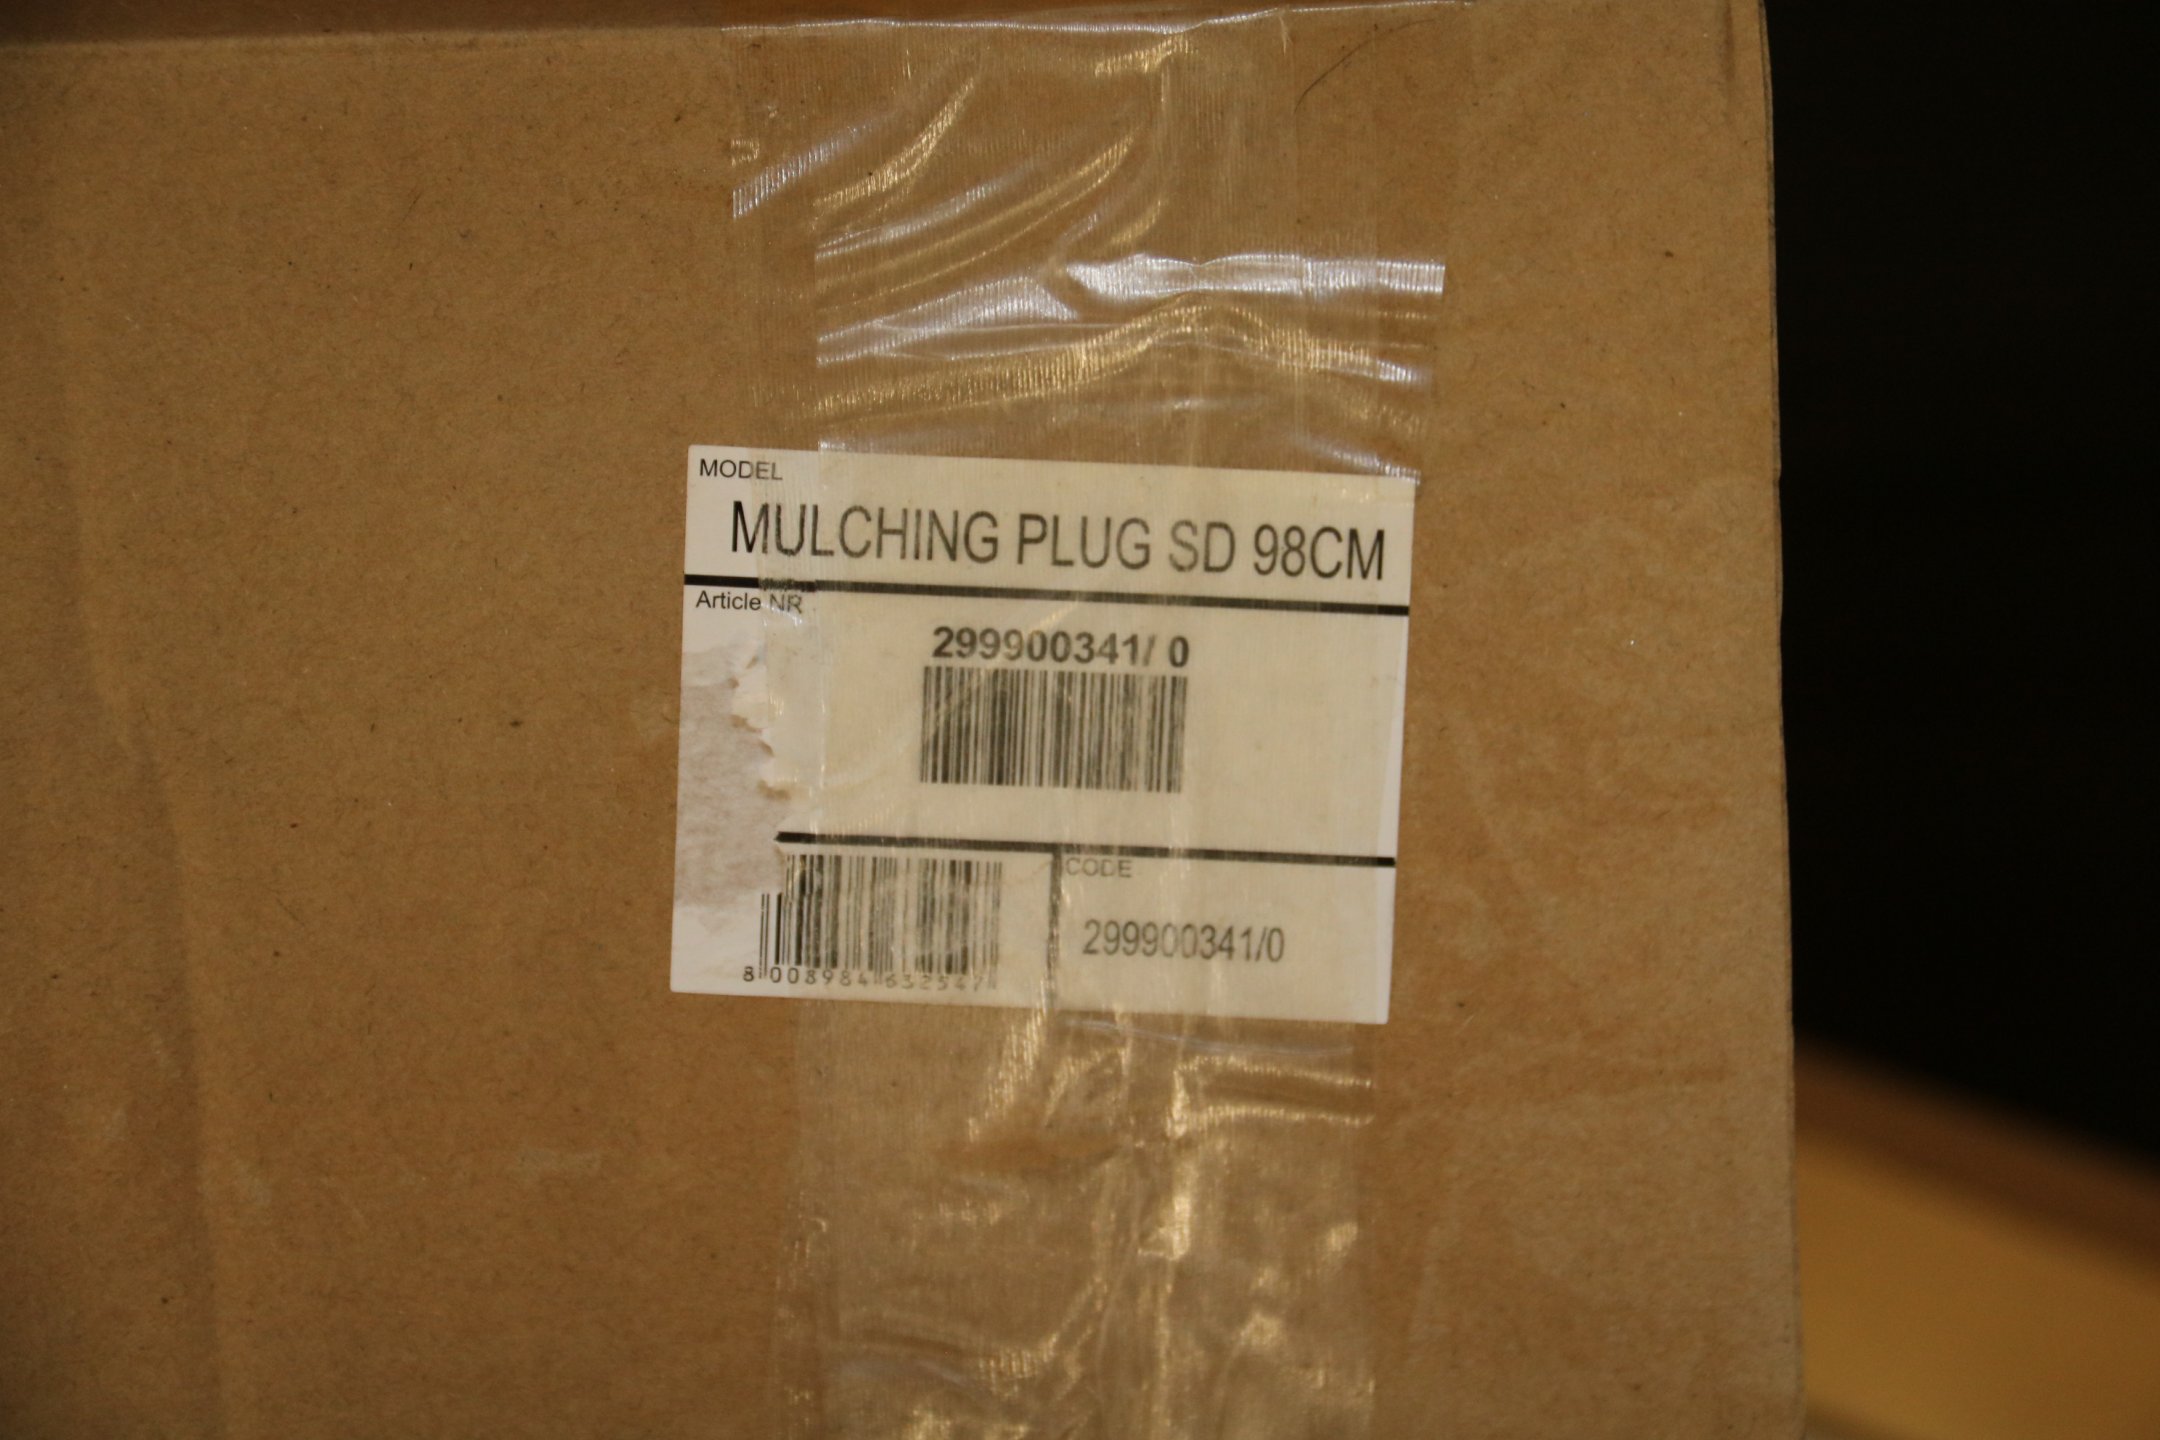 MODEL
MULCHING PLUG SD 98CM
Article NR
299900341/ 0
CODE
299900341/0
8 008984 632547